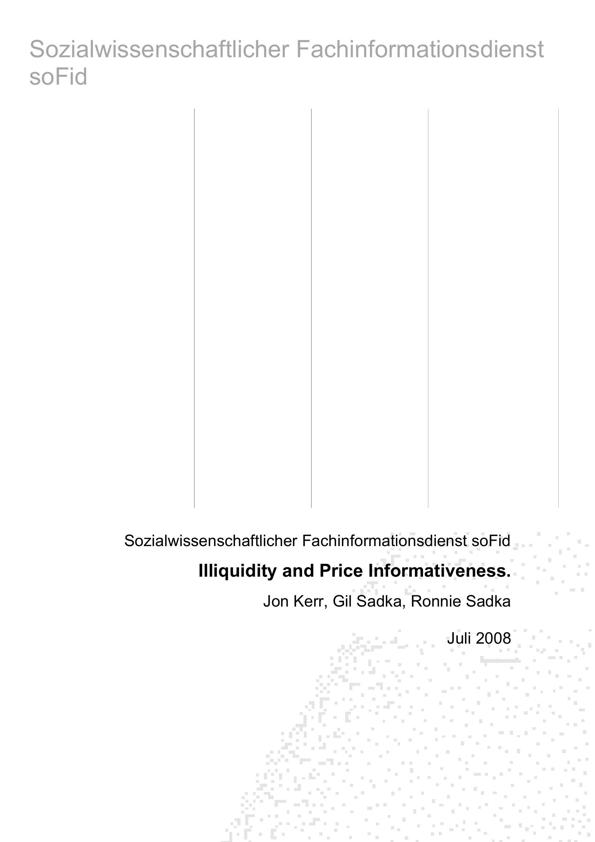 Sozialwissenschaftlicher Fachinformationsdienst
soFid
Sozialwissenschaftlicher Fachinformationsdienst soFid
Illiquidity and Price Informativeness.
Jon Kerr, Gil Sadka, Ronnie Sadka
Juli 2008